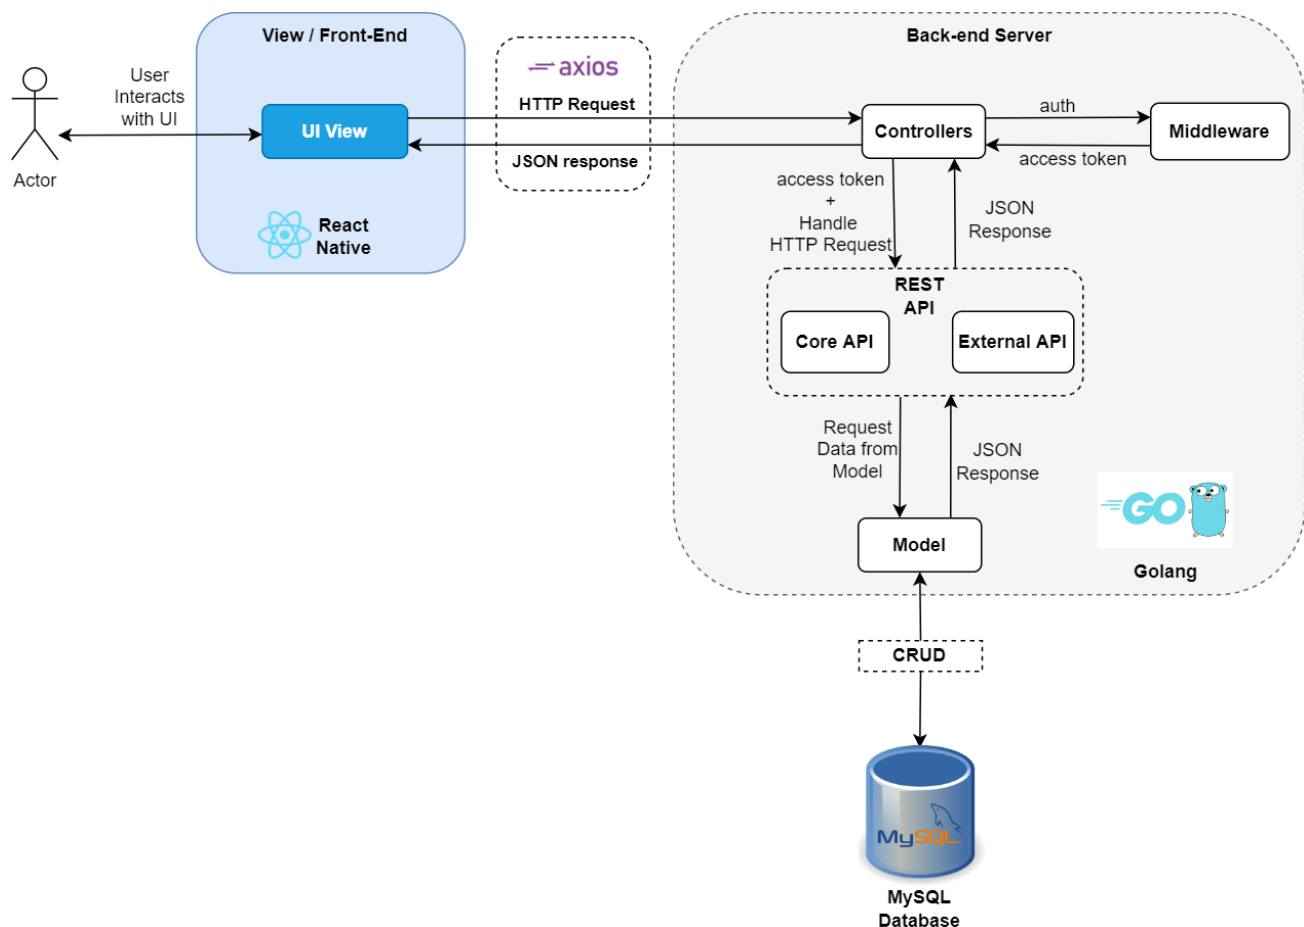 View / Front-End
Back-end Server
axios
User
Interacts
with UI
HTTP Request
UI View
JSON response
Controllers
auth
Middleware
access token
Actor
React
Native
access token
+
Handle
HTTP Request
JSON
Response
REST
API
Core API
External API
Request
Data from
Model
JSON
Response
GO
Model
Golang
CRUD
MySQL
MySQL
Database